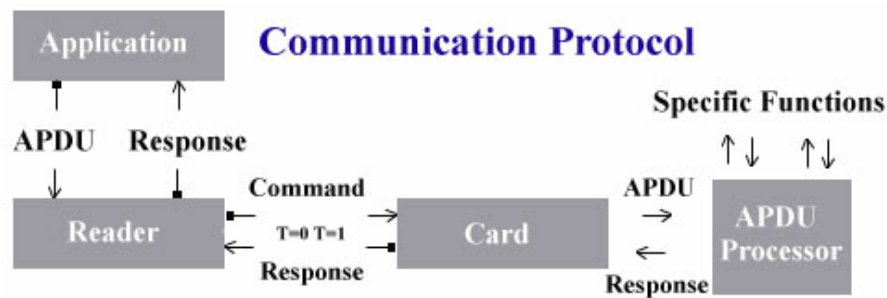 Application
Communication Protocol
Specific Functions
APDU Response
Command
APDU
Reader
T=0 T=1
Card
APDU
Processor
Response
Response